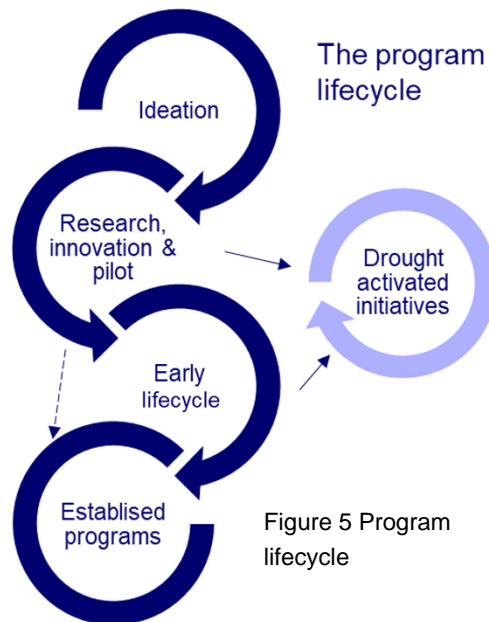 The program
lifecycle
Ideation
Research,
innovation &
pilot
Drought
activated
initiatives
Early
lifecycle
Establised
programs
Figure 5 Program
lifecycle